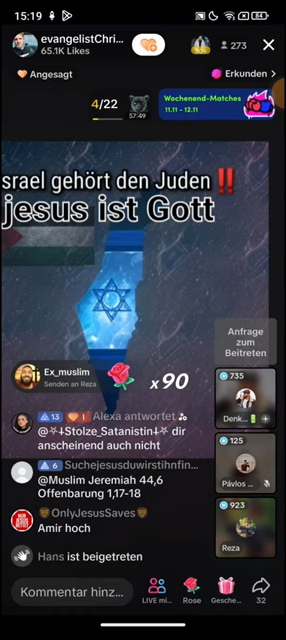 15:19
84
evangelistChri...
65.1K Likes
273
Angesagt
Erkunden
4/22
57:49
Wochenend-Matches
11.11 - 12.11
srael gehört den Juden‼️
jesus ist Gott
Anfrage
zum
Beitreten
Ex_muslim
Senden an Reza
x 90
735
Denk...
13
1
Alexa antwortet
@⛧⸸Stolze_Satanistin⸸⛧ dir
anscheinend auch nicht
125
Pávlos ...
6
Suchejesusduwirstihnfin...
@Muslim Jeremiah 44,6
Offenbarung 1,17-18
923
Reza
OnlyJesusSaves
Amir hoch
Hans ist beigetreten
Kommentar hinz...
LIVE mi...
Rose
Gesche...
32